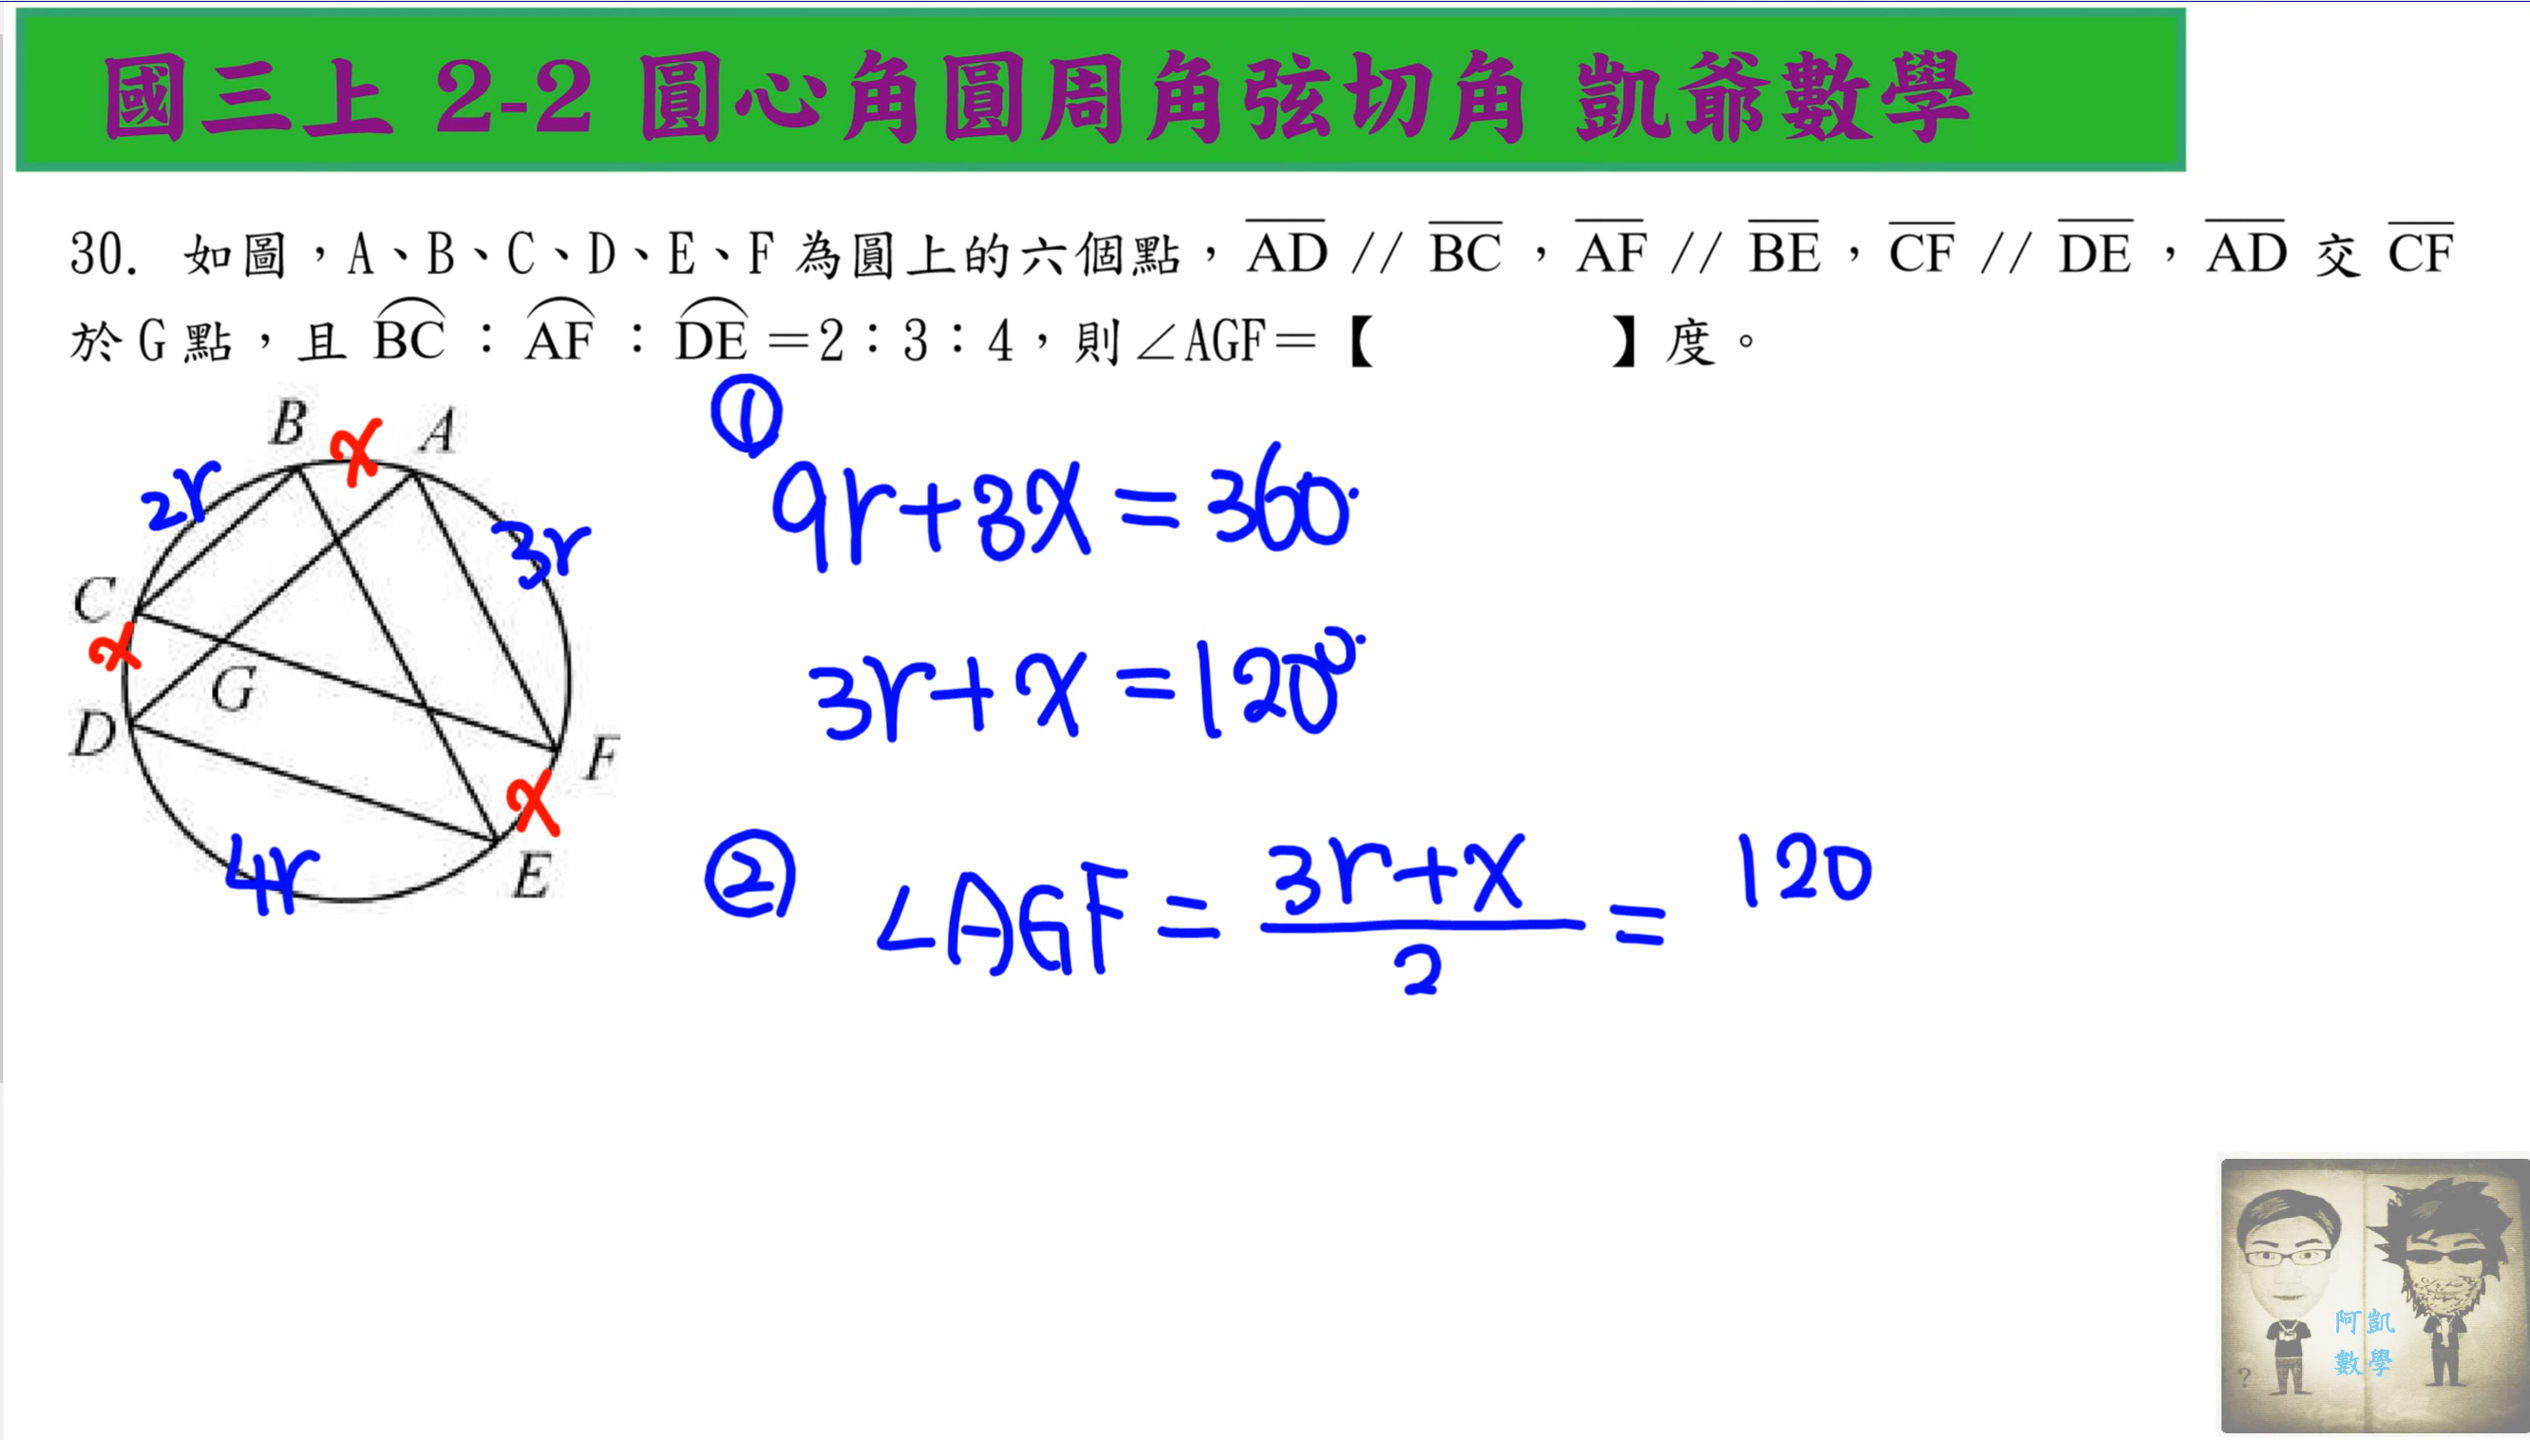 國三上 2-2 圓心角圓周角弦切角 凱爺數學
30. 如圖，A、B、C、D、E、F 為圓上的六個點，AD // BC，AF // BE，CF // DE，AD 交 CF
於 G 點，且 BC：AF：DE＝2：3：4，則∠AGF＝【 】度。
①
B x A
2r
3r
9r+3x=360°
C
x
G
D
F
3r+x=120°
x
4r
E
② ∠AGF = 3r+x / 2 = 120
阿凱
數學
?